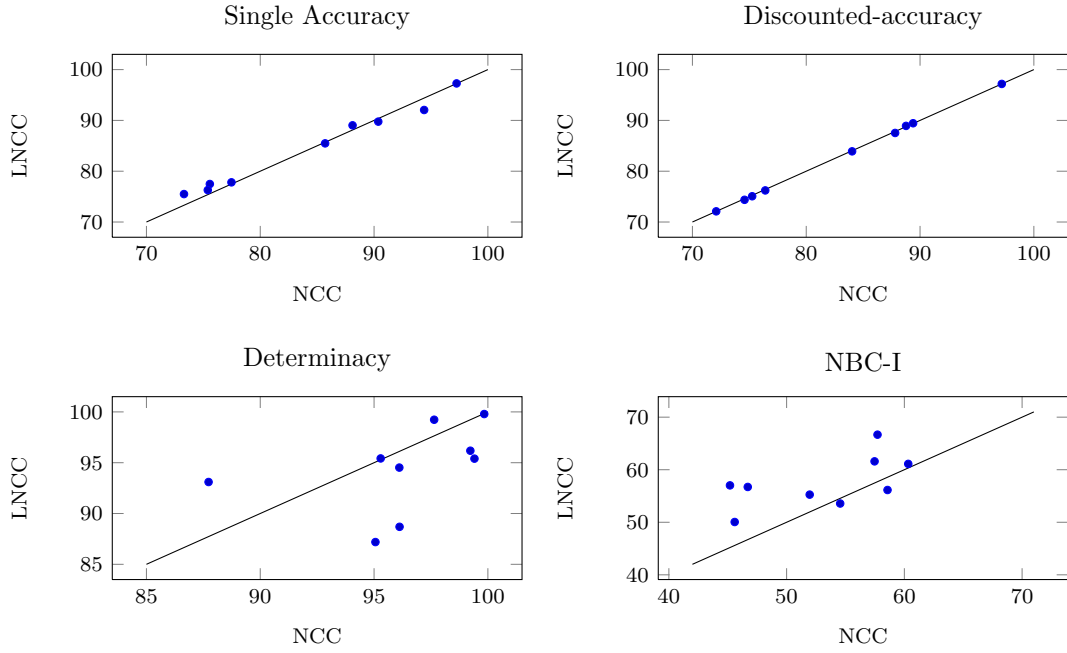 Single Accuracy
100
90
80
70
LNCC
70 80 90 100
NCC
Discounted-accuracy
100
90
80
70
LNCC
70 80 90 100
NCC
Determinacy
100
95
90
85
LNCC
85 90 95 100
NCC
NBC-I
70
60
50
40
LNCC
40 50 60 70
NCC